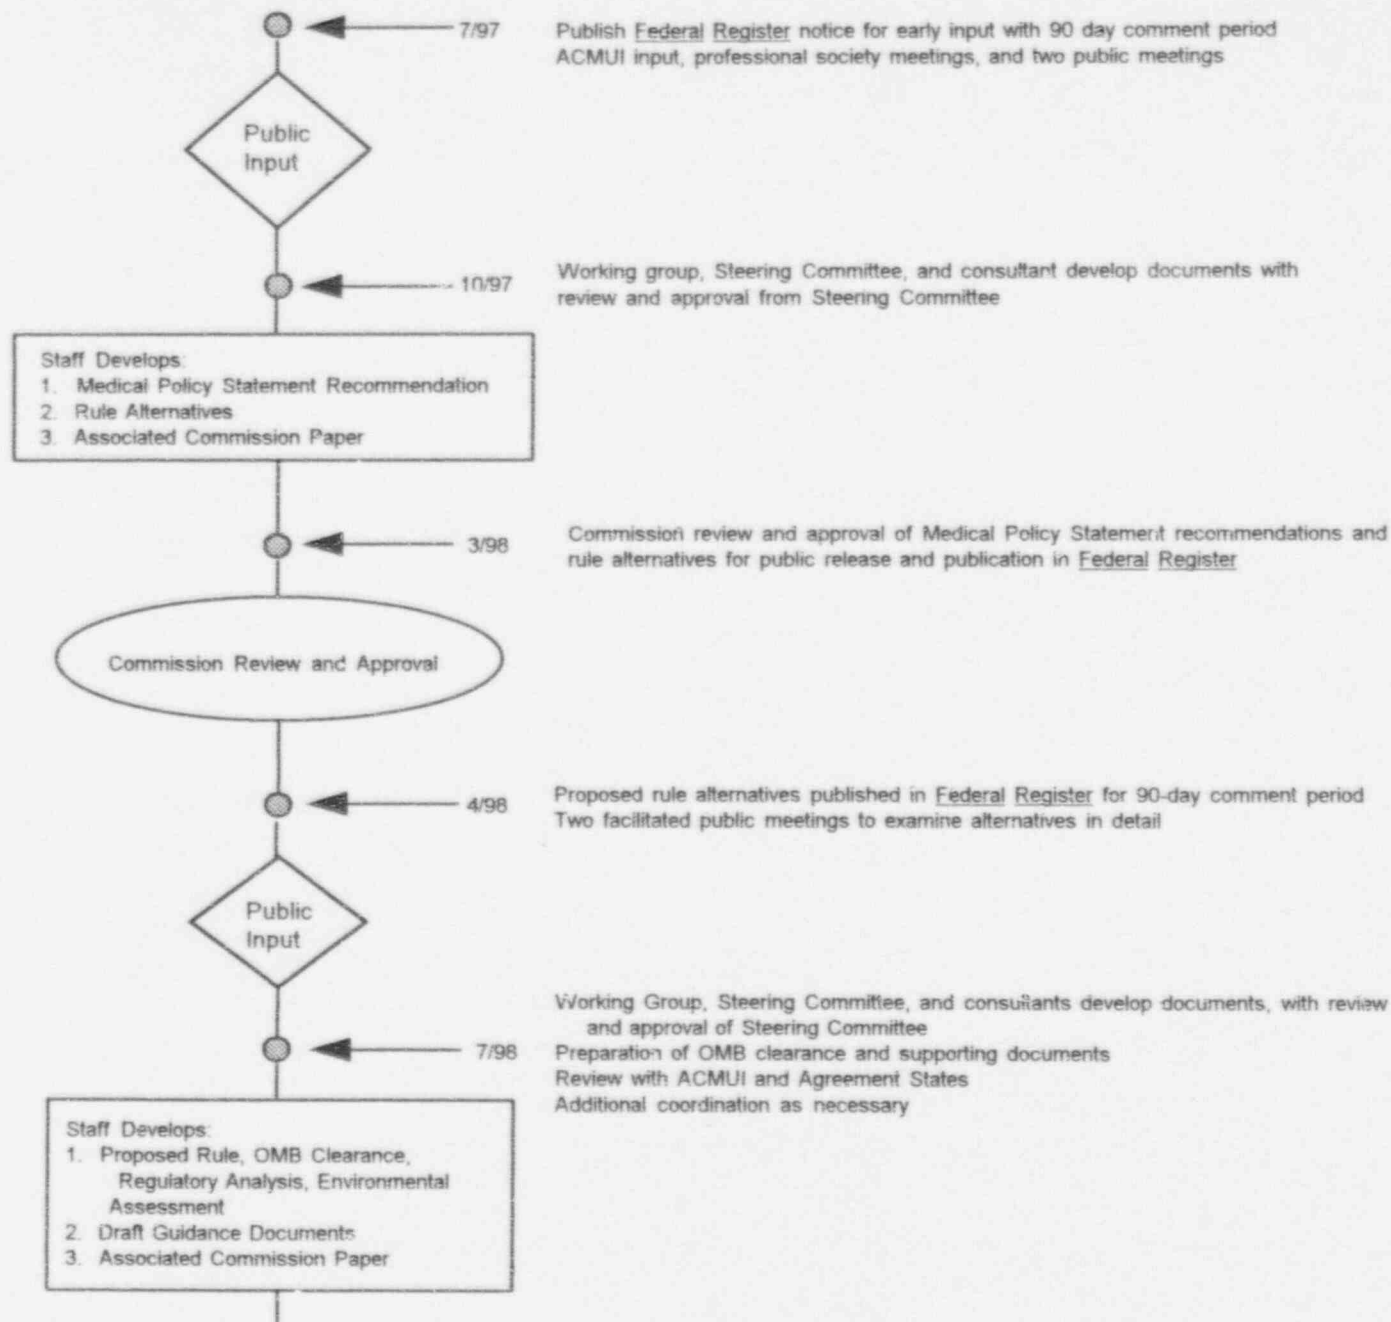 7/97
Publish Federal Register notice for early input with 90 day comment period
ACMUI input, professional society meetings, and two public meetings
Public
Input
10/97
Working group, Steering Committee, and consultant develop documents with
review and approval from Steering Committee
Staff Develops:
1. Medical Policy Statement Recommendation
2. Rule Alternatives
3. Associated Commission Paper
3/98
Commission review and approval of Medical Policy Statement recommendations and
rule alternatives for public release and publication in Federal Register
Commission Review and Approval
4/98
Proposed rule alternatives published in Federal Register for 90-day comment period
Two facilitated public meetings to examine alternatives in detail
Public
Input
7/98
Working Group, Steering Committee, and consultants develop documents, with review
and approval of Steering Committee
Preparation of OMB clearance and supporting documents
Review with ACMUI and Agreement States
Additional coordination as necessary
Staff Develops:
1. Proposed Rule, OMB Clearance,
Regulatory Analysis, Environmental
Assessment
2. Draft Guidance Documents
3. Associated Commission Paper